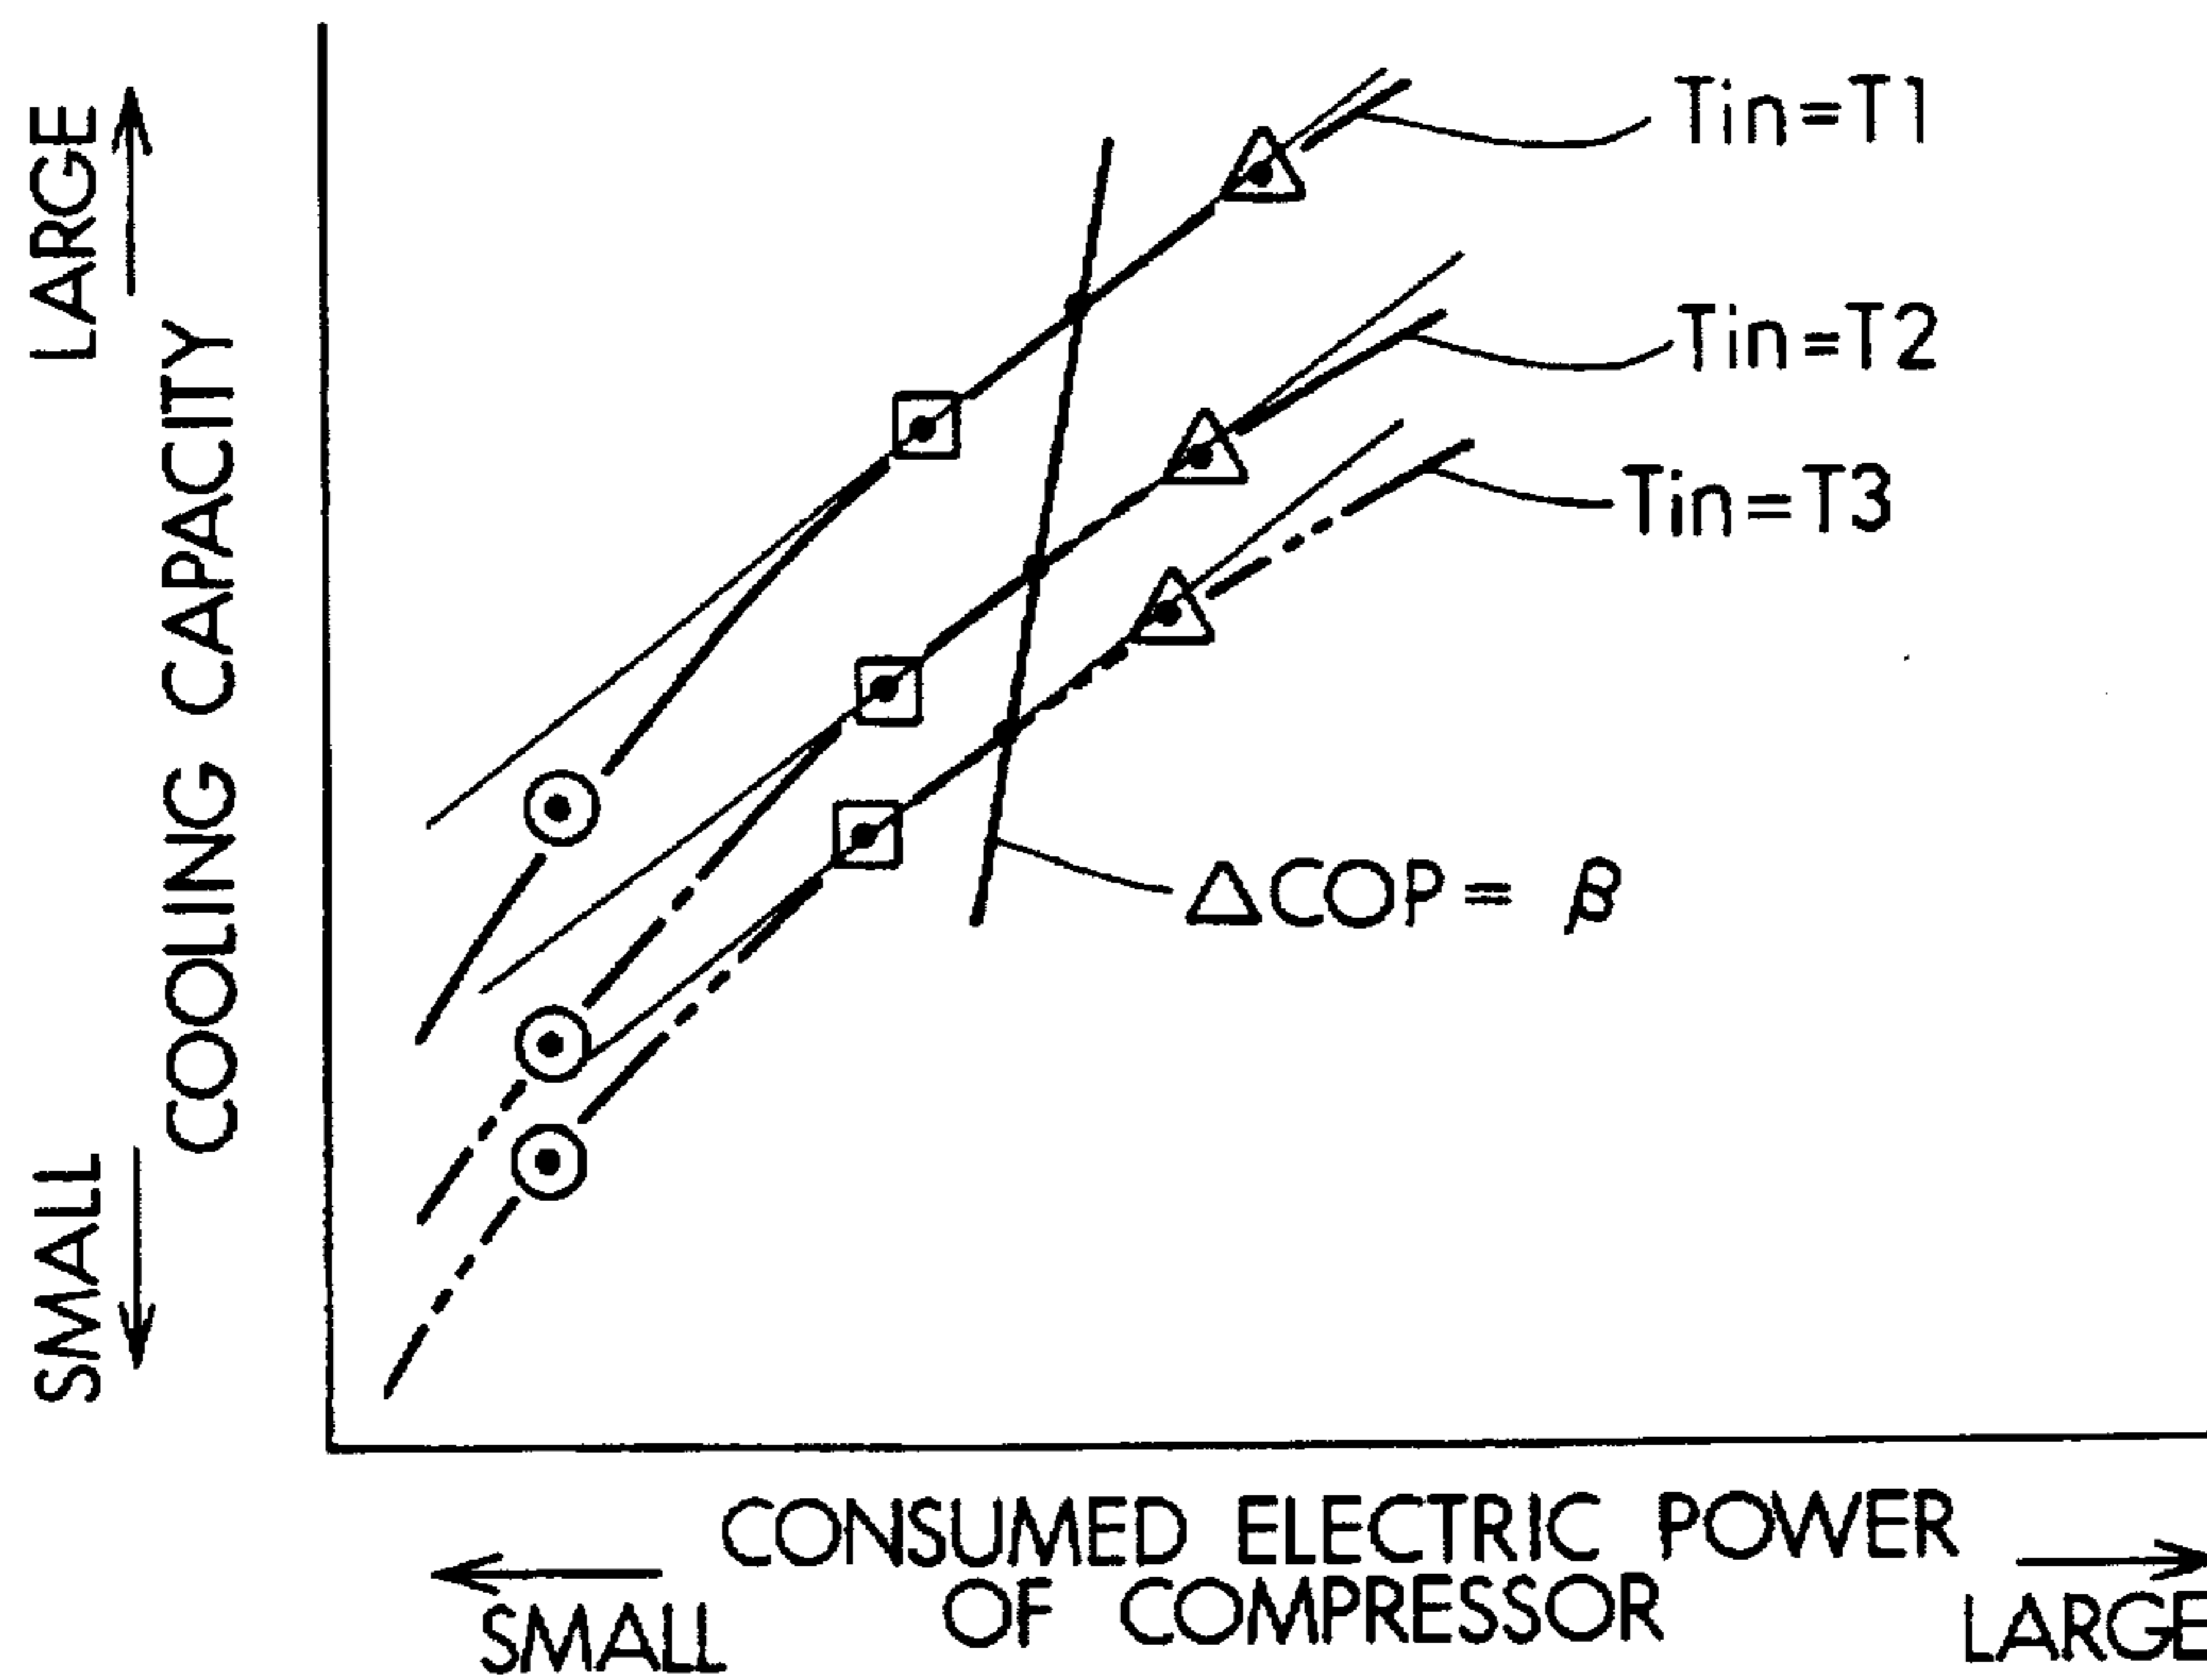 LARGE
COOLING CAPACITY
SMALL
Tin=T1
Tin=T2
Tin=T3
ΔCOP= β
CONSUMED ELECTRIC POWER
OF COMPRESSOR
SMALL
LARGE